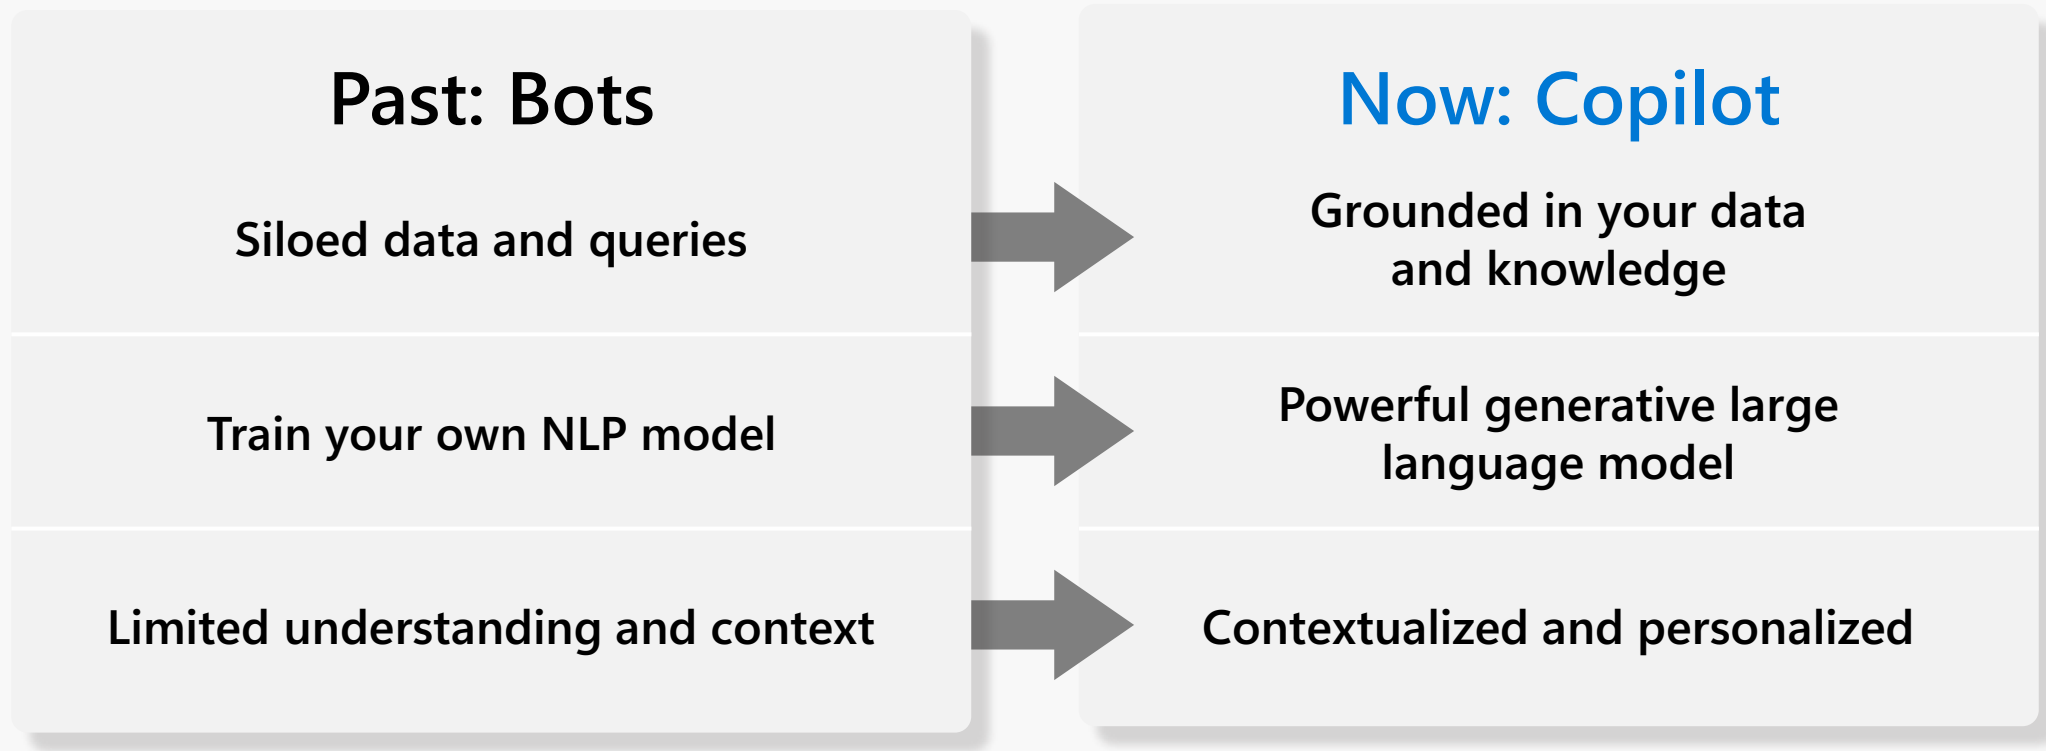 Past: Bots
Siloed data and queries
Train your own NLP model
Limited understanding and context
Now: Copilot
Grounded in your data
and knowledge
Powerful generative large
language model
Contextualized and personalized